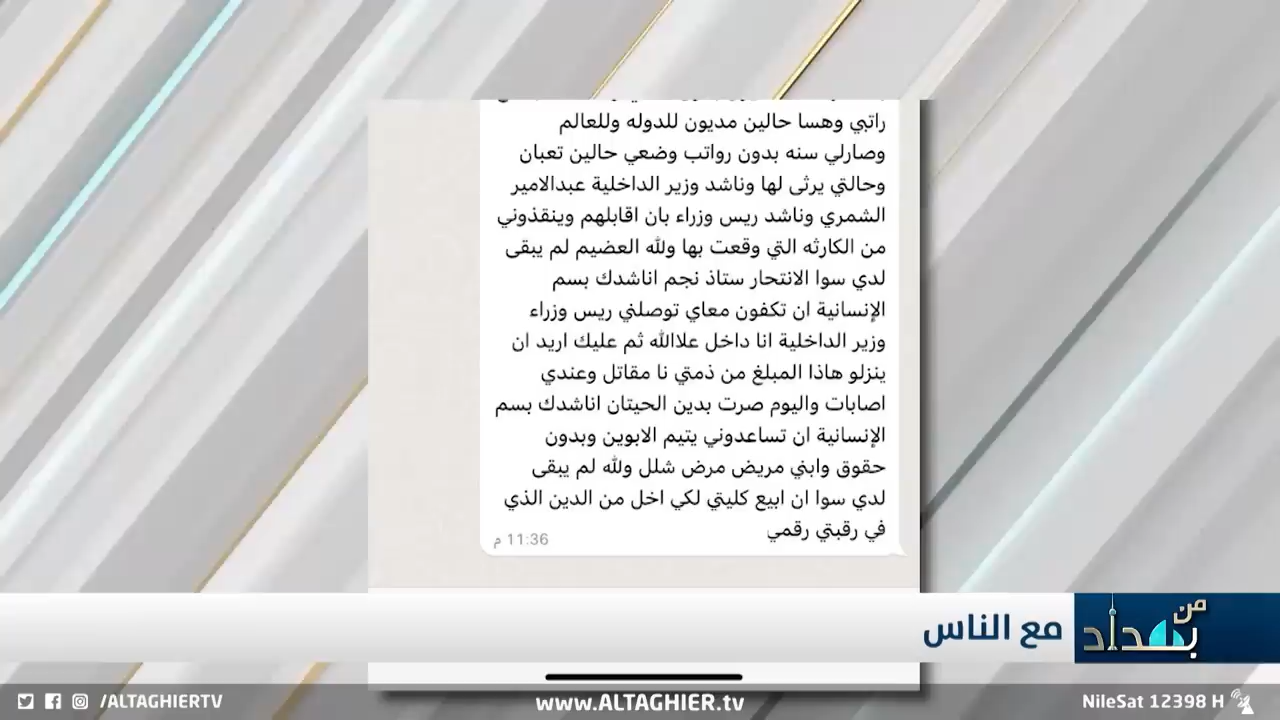 راتبي وهسا حالين مديون للدوله وللعالم
وصارلي سنه بدون رواتب وضعي حالين تعبان
وحالتي يرثى لها وناشد وزير الداخلية عبدالامير
الشمري وناشد ريس وزراء بان اقابلهم وينقذوني
من الكارثه التي وقعت بها ولله العضيم لم يبقى
لدي سوا الانتحار ستاذ نجم اناشدك بسم
الإنسانية ان تكفون معاي توصلني ريس وزراء
وزير الداخلية انا داخل علاالله ثم عليك اريد ان
ينزلو هاذا المبلغ من ذمتي نا مقاتل وعندي
اصابات واليوم صرت بدين الحيتان اناشدك بسم
الإنسانية ان تساعدوني يتيم الابوين وبدون
حقوق وابني مريض مرض شلل ولله لم يبقى
لدي سوا ان ابيع كليتي لكي اخل من الدين الذي
في رقبتي رقمي
11:36 م
من بغداد
مع الناس
/ALTAGHIERTV
www.ALTAGHIER.tv
NileSat 12398 H